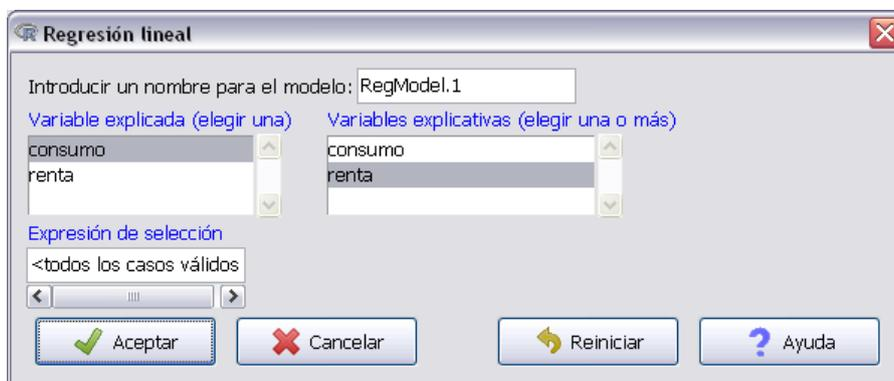 Regresión lineal
Introducir un nombre para el modelo: RegModel.1
Variable explicada (elegir una)
Variables explicativas (elegir una o más)
consumo
renta
consumo
renta
Expresión de selección
<todos los casos válidos
Aceptar
Cancelar
Reiniciar
Ayuda